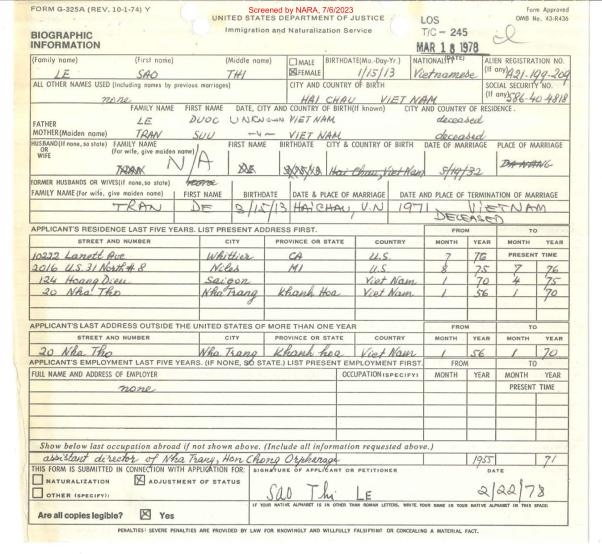 FORM G-325A (REV. 10-1-74) Y
Screened by NARA, 7/6/2023
Form Approved
OMB No. 43-R436
UNITED STATES DEPARTMENT OF JUSTICE
Immigration and Naturalization Service
LOS
T/C - 245
MAR 18 1978
BIOGRAPHIC
INFORMATION
(Family name) (First name) (Middle name) MALE FEMALE BIRTHDATE(Mo.-Day-Yr.) NATIONALITY ALIEN REGISTRATION NO.
LE SAO THI 1/15/13 Vietnamese (If any) A21-199-209
ALL OTHER NAMES USED (Including names by previous marriages) CITY AND COUNTRY OF BIRTH SOCIAL SECURITY NO.
none HAI CHAU VIET NAM (If any) 586-40-4818
FAMILY NAME FIRST NAME DATE, CITY AND COUNTRY OF BIRTH(If known) CITY AND COUNTRY OF RESIDENCE.
FATHER LE DUOC UNKNOWN VIET NAM deceased
MOTHER(Maiden name) TRAN SUU VIET NAM deceased
HUSBAND(If none, so state) OR WIFE FAMILY NAME (For wife, give maiden name) FIRST NAME BIRTHDATE CITY & COUNTRY OF BIRTH DATE OF MARRIAGE PLACE OF MARRIAGE
N/A Hai Chau, Viet Nam 5/19/32 DA NANG
FORMER HUSBANDS OR WIVES(If none, so state) none
FAMILY NAME (For wife, give maiden name) FIRST NAME BIRTHDATE DATE & PLACE OF MARRIAGE DATE AND PLACE OF TERMINATION OF MARRIAGE
TRAN DE 3/15/13 HAI CHAU, V.N 1971 VIETNAM
DECEASED
APPLICANT'S RESIDENCE LAST FIVE YEARS. LIST PRESENT ADDRESS FIRST. FROM TO
STREET AND NUMBER CITY PROVINCE OR STATE COUNTRY MONTH YEAR MONTH YEAR
10222 Lanett Ave Whittier CA U.S. 7 76 PRESENT TIME
2016 U.S. 31 North # 8 Niles MI U.S. 8 75 7 76
124 Hoang Dieu Saigon Viet Nam 1 70 4 75
20 Nha Tho Nha Trang Khanh Hoa Viet Nam 1 56 1 70
APPLICANT'S LAST ADDRESS OUTSIDE THE UNITED STATES OF MORE THAN ONE YEAR FROM TO
STREET AND NUMBER CITY PROVINCE OR STATE COUNTRY MONTH YEAR MONTH YEAR
20 Nha Tho Nha Trang Khanh hoa Viet Nam 1 56 1 70
APPLICANT'S EMPLOYMENT LAST FIVE YEARS. (IF NONE, SO STATE.) LIST PRESENT EMPLOYMENT FIRST. FROM TO
FULL NAME AND ADDRESS OF EMPLOYER OCCUPATION (SPECIFY) MONTH YEAR MONTH YEAR
none PRESENT TIME
Show below last occupation abroad if not shown above. (Include all information requested above.)
assistant director of Nha Trang, Hon Chong Orphanage 1955 71
THIS FORM IS SUBMITTED IN CONNECTION WITH APPLICATION FOR: SIGNATURE OF APPLICANT OR PETITIONER DATE
NATURALIZATION ADJUSTMENT OF STATUS
OTHER (SPECIFY):
Sao Thi LE 2/22/78
Are all copies legible? Yes
IF YOUR NATIVE ALPHABET IS IN OTHER THAN ROMAN LETTERS, WRITE YOUR NAME IN YOUR NATIVE ALPHABET IN THIS SPACE:
PENALTIES: SEVERE PENALTIES ARE PROVIDED BY LAW FOR KNOWINGLY AND WILLFULLY FALSIFYING OR CONCEALING A MATERIAL FACT.